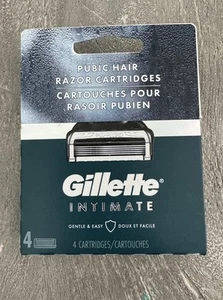 PUBIC HAIR
RAZOR CARTRIDGES
CARTOUCHES POUR
RASOIR PUBIEN
Gillette®
INTIMATE
GENTLE & EASY DOUX ET FACILE
4
4 CARTRIDGES/CARTOUCHES